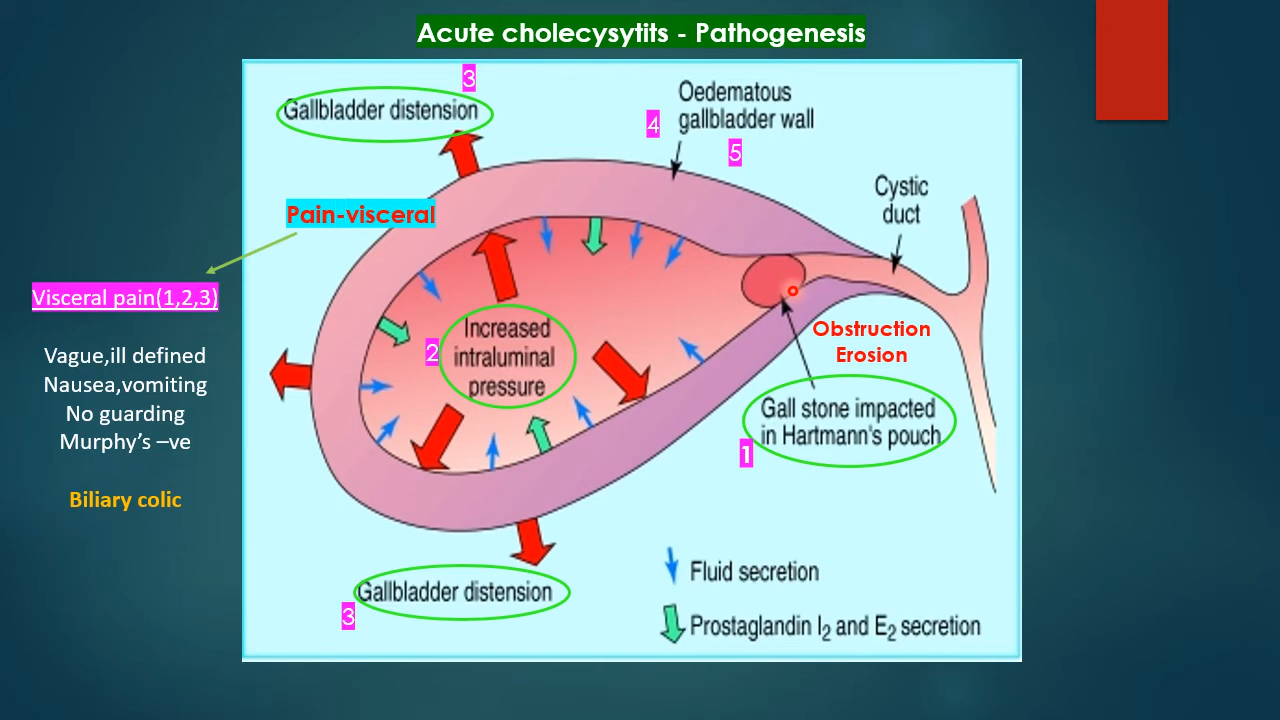 Acute cholecysytits - Pathogenesis
3
Gallbladder distension
Oedematous
4
gallbladder wall
5
Cystic
duct
Pain-visceral
Visceral pain(1,2,3)
Vague,ill defined
Nausea,vomiting
No guarding
Murphy's –ve
Biliary colic
2
Increased
intraluminal
pressure
Obstruction
Erosion
Gall stone impacted
in Hartmann's pouch
1
Gallbladder distension
3
Fluid secretion
Prostaglandin I2 and E2 secretion